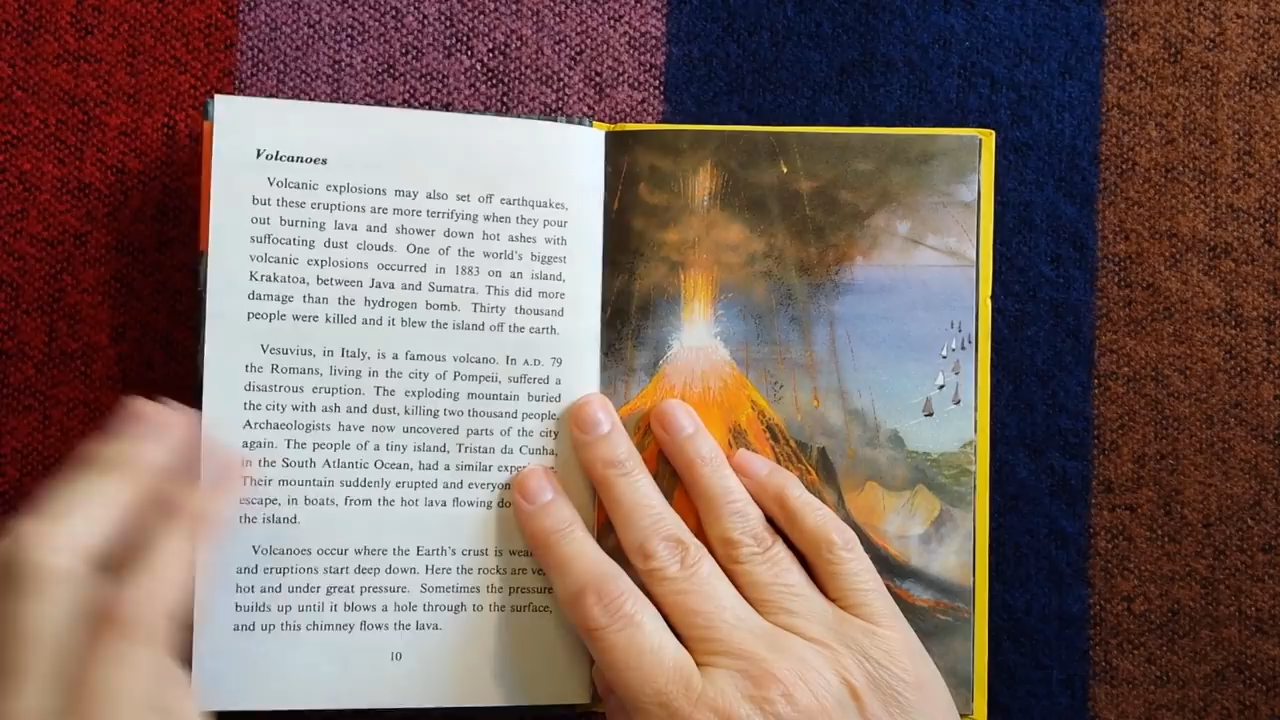 Volcanoes
Volcanic explosions may also set off earthquakes,
but these eruptions are more terrifying when they pour
out burning lava and shower down hot ashes with
suffocating dust clouds. One of the world's biggest
volcanic explosions occurred in 1883 on an island,
Krakatoa, between Java and Sumatra. This did more
damage than the hydrogen bomb. Thirty thousand
people were killed and it blew the island off the earth.
Vesuvius, in Italy, is a famous volcano. In A.D. 79
the Romans, living in the city of Pompeii, suffered a
disastrous eruption. The exploding mountain buried
the city with ash and dust, killing two thousand people.
Archaeologists have now uncovered parts of the city
again. The people of a tiny island, Tristan da Cunha,
in the South Atlantic Ocean, had a similar
Their mountain suddenly erupted and
escape, in boats, from the hot lava flowing
the island.
Volcanoes occur where the Earth's crust is
and eruptions start deep down. Here the rocks are
hot and under great pressure. Sometimes the pressure
builds up until it blows a hole through to the surface,
and up this chimney flows the lava.
10